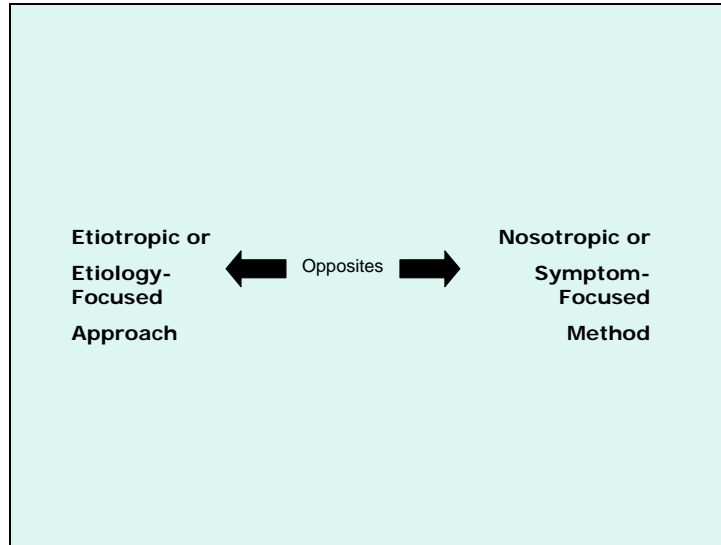 Etiotropic or
Etiology-
Focused
Approach
Opposites
Nosotropic or
Symptom-
Focused
Method